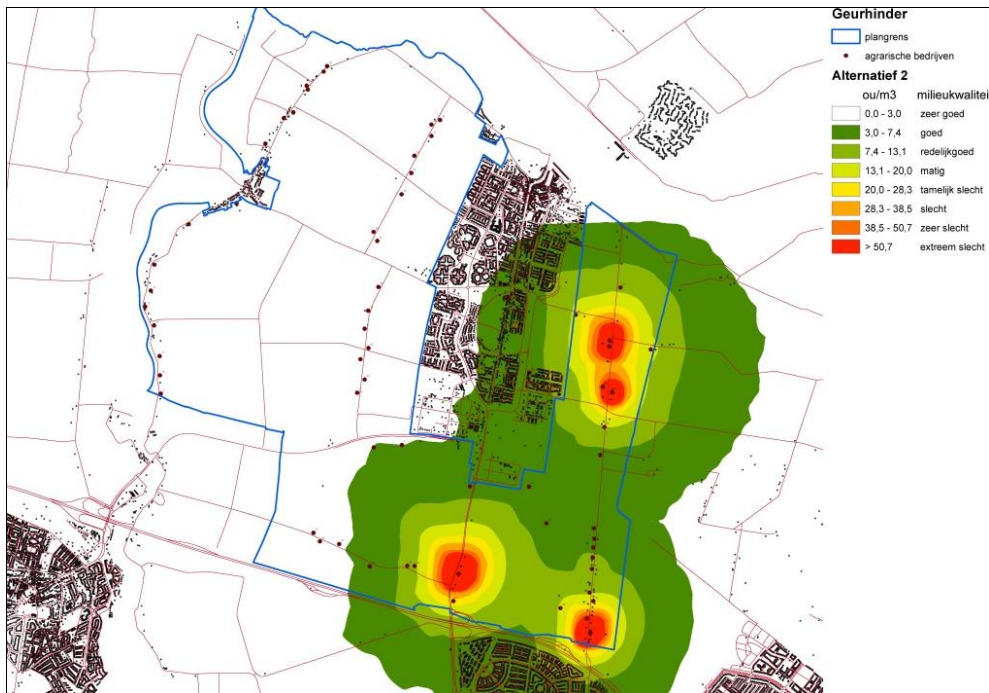 Geurhinder
plangrens
agrarische bedrijven
Alternatief 2
ou/m3 milieukwalitei
0,0 - 3,0 zeer goed
3,0 - 7,4 goed
7,4 - 13,1 redelijkgoed
13,1 - 20,0 matig
20,0 - 28,3 tamelijk slecht
28,3 - 38,5 slecht
38,5 - 50,7 zeer slecht
> 50,7 extreem slecht